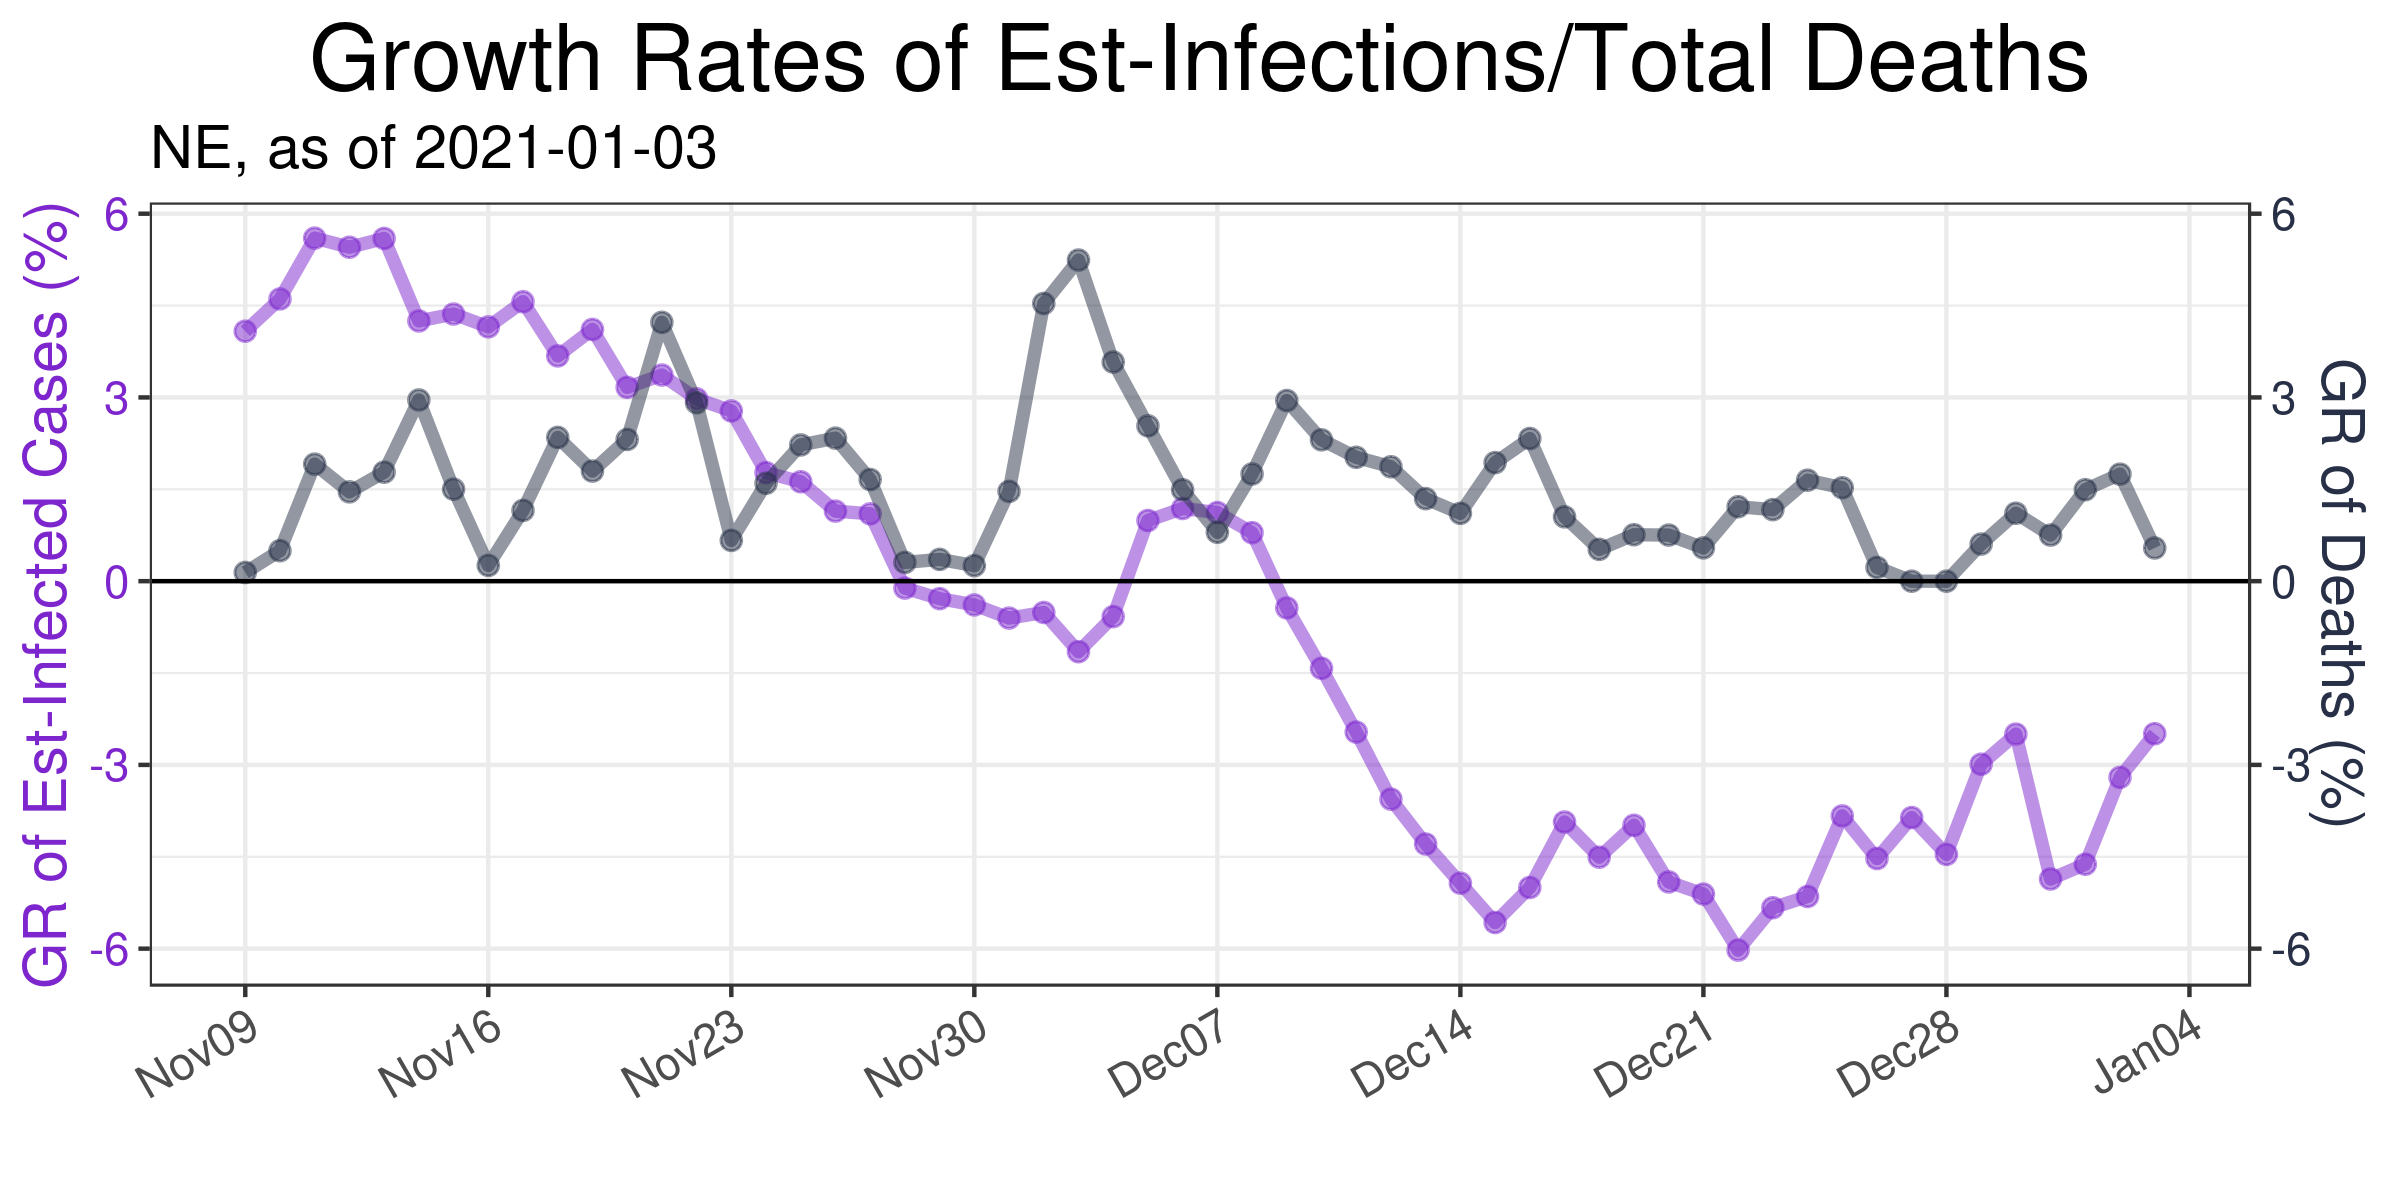 Growth Rates of Est-Infections/Total Deaths
NE, as of 2021-01-03
GR of Est-Infected Cases (%)
6
3
0
-3
-6
6
3
0
-3
-6
GR of Deaths (%)
Nov09
Nov16
Nov23
Nov30
Dec07
Dec14
Dec21
Dec28
Jan04